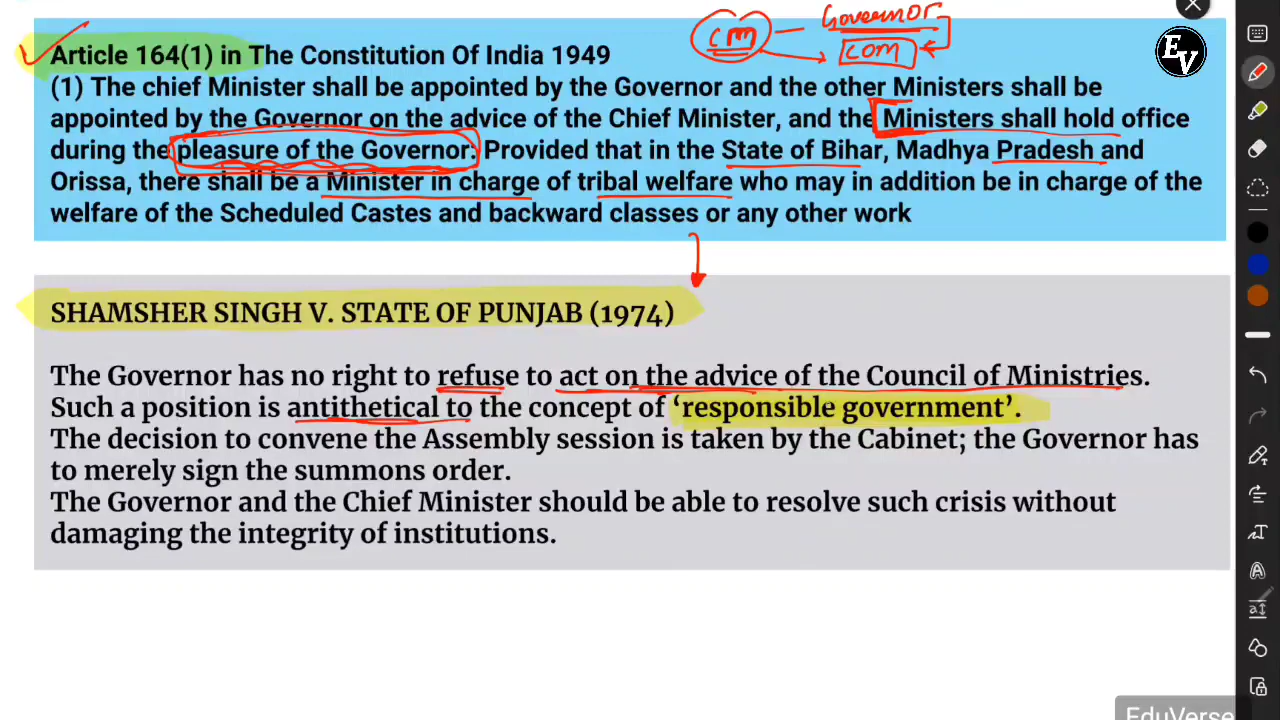 cm — Governor
com
EV
Article 164(1) in The Constitution Of India 1949
(1) The chief Minister shall be appointed by the Governor and the other Ministers shall be
appointed by the Governor on the advice of the Chief Minister, and the Ministers shall hold office
during the pleasure of the Governor: Provided that in the State of Bihar, Madhya Pradesh and
Orissa, there shall be a Minister in charge of tribal welfare who may in addition be in charge of the
welfare of the Scheduled Castes and backward classes or any other work
SHAMSHER SINGH V. STATE OF PUNJAB (1974)
The Governor has no right to refuse to act on the advice of the Council of Ministries.
Such a position is antithetical to the concept of ‘responsible government’.
The decision to convene the Assembly session is taken by the Cabinet; the Governor has
to merely sign the summons order.
The Governor and the Chief Minister should be able to resolve such crisis without
damaging the integrity of institutions.
EduVerse